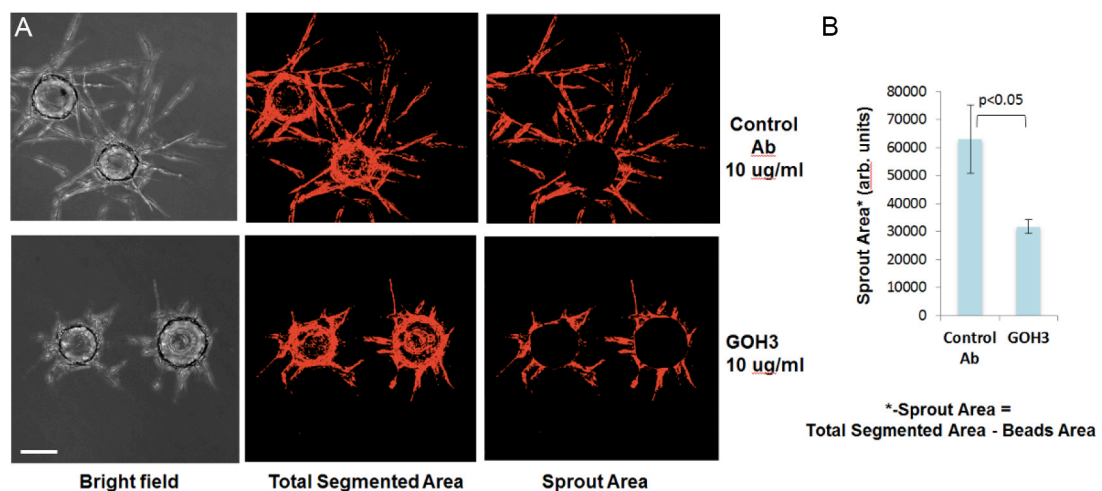 A
Control
Ab
10 ug/ml
GOH3
10 ug/ml
Bright field
Total Segmented Area
Sprout Area
B
p<0.05
Sprout Area* (arb. units)
80000
70000
60000
50000
40000
30000
20000
10000
0
Control
Ab
GOH3
*-Sprout Area =
Total Segmented Area - Beads Area